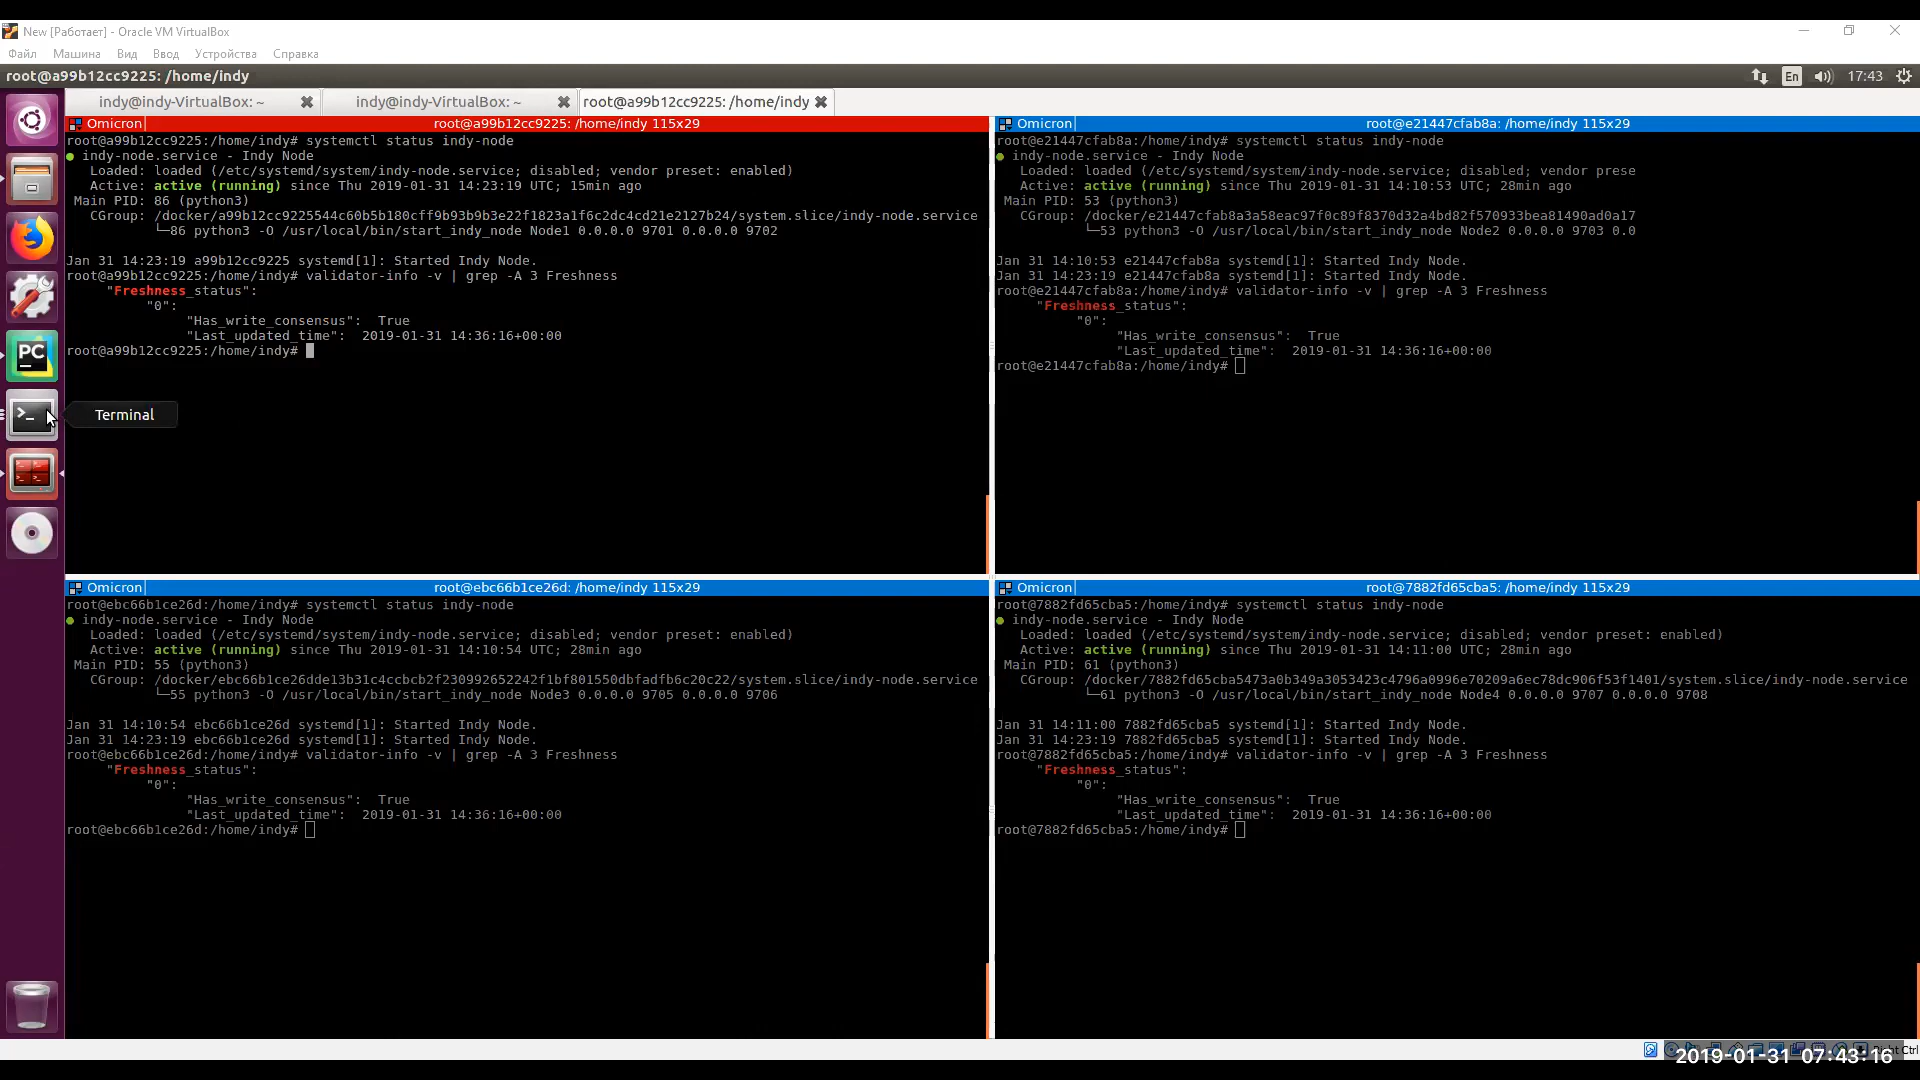 New [Работает] - Oracle VM VirtualBox
Файл Машина Вид Ввод Устройства Справка
root@a99b12cc9225: /home/indy
En 17:43
indy@indy-VirtualBox: ~
indy@indy-VirtualBox: ~
root@a99b12cc9225: /home/indy
Omicron root@a99b12cc9225: /home/indy 115x29
root@a99b12cc9225:/home/indy# systemctl status indy-node
● indy-node.service - Indy Node
Loaded: loaded (/etc/systemd/system/indy-node.service; disabled; vendor preset: enabled)
Active: active (running) since Thu 2019-01-31 14:23:19 UTC; 15min ago
Main PID: 86 (python3)
CGroup: /docker/a99b12cc9225544c60b5b180cff9b93b9b3e22f1823a1f6c2dc4cd21e2127b24/system.slice/indy-node.service
└─86 python3 -O /usr/local/bin/start_indy_node Node1 0.0.0.0 9701 0.0.0.0 9702
Jan 31 14:23:19 a99b12cc9225 systemd[1]: Started Indy Node.
root@a99b12cc9225:/home/indy# validator-info -v | grep -A 3 Freshness
"Freshness_status":
"0":
"Has_write_consensus": True
"Last_updated_time": 2019-01-31 14:36:16+00:00
root@a99b12cc9225:/home/indy#
Omicron root@e21447cfab8a: /home/indy 115x29
root@e21447cfab8a:/home/indy# systemctl status indy-node
● indy-node.service - Indy Node
Loaded: loaded (/etc/systemd/system/indy-node.service; disabled; vendor prese
Active: active (running) since Thu 2019-01-31 14:10:53 UTC; 28min ago
Main PID: 53 (python3)
CGroup: /docker/e21447cfab8a3a58eac97f0c89f8370d32a4bd82f570933bea81490ad0a17
└─53 python3 -O /usr/local/bin/start_indy_node Node2 0.0.0.0 9703 0.0
Jan 31 14:10:53 e21447cfab8a systemd[1]: Started Indy Node.
Jan 31 14:23:19 e21447cfab8a systemd[1]: Started Indy Node.
root@e21447cfab8a:/home/indy# validator-info -v | grep -A 3 Freshness
"Freshness_status":
"0":
"Has_write_consensus": True
"Last_updated_time": 2019-01-31 14:36:16+00:00
root@e21447cfab8a:/home/indy#
Terminal
Omicron root@ebc66b1ce26d: /home/indy 115x29
root@ebc66b1ce26d:/home/indy# systemctl status indy-node
● indy-node.service - Indy Node
Loaded: loaded (/etc/systemd/system/indy-node.service; disabled; vendor preset: enabled)
Active: active (running) since Thu 2019-01-31 14:10:54 UTC; 28min ago
Main PID: 55 (python3)
CGroup: /docker/ebc66b1ce26dde13b31c4ccbcb2f230992652242f1bf801550dbfadfb6c20c22/system.slice/indy-node.service
└─55 python3 -O /usr/local/bin/start_indy_node Node3 0.0.0.0 9705 0.0.0.0 9706
Jan 31 14:10:54 ebc66b1ce26d systemd[1]: Started Indy Node.
Jan 31 14:23:19 ebc66b1ce26d systemd[1]: Started Indy Node.
root@ebc66b1ce26d:/home/indy# validator-info -v | grep -A 3 Freshness
"Freshness_status":
"0":
"Has_write_consensus": True
"Last_updated_time": 2019-01-31 14:36:16+00:00
root@ebc66b1ce26d:/home/indy#
Omicron root@7882fd65cba5: /home/indy 115x29
root@7882fd65cba5:/home/indy# systemctl status indy-node
● indy-node.service - Indy Node
Loaded: loaded (/etc/systemd/system/indy-node.service; disabled; vendor preset: enabled)
Active: active (running) since Thu 2019-01-31 14:11:00 UTC; 28min ago
Main PID: 61 (python3)
CGroup: /docker/7882fd65cba5473a0b349a3053423c4796a0996e70209a6ec78dc906f53f1401/system.slice/indy-node.service
└─61 python3 -O /usr/local/bin/start_indy_node Node4 0.0.0.0 9707 0.0.0.0 9708
Jan 31 14:11:00 7882fd65cba5 systemd[1]: Started Indy Node.
Jan 31 14:23:19 7882fd65cba5 systemd[1]: Started Indy Node.
root@7882fd65cba5:/home/indy# validator-info -v | grep -A 3 Freshness
"Freshness_status":
"0":
"Has_write_consensus": True
"Last_updated_time": 2019-01-31 14:36:16+00:00
root@7882fd65cba5:/home/indy#
PC
Right Ctrl
2019-01-31 07:43:16